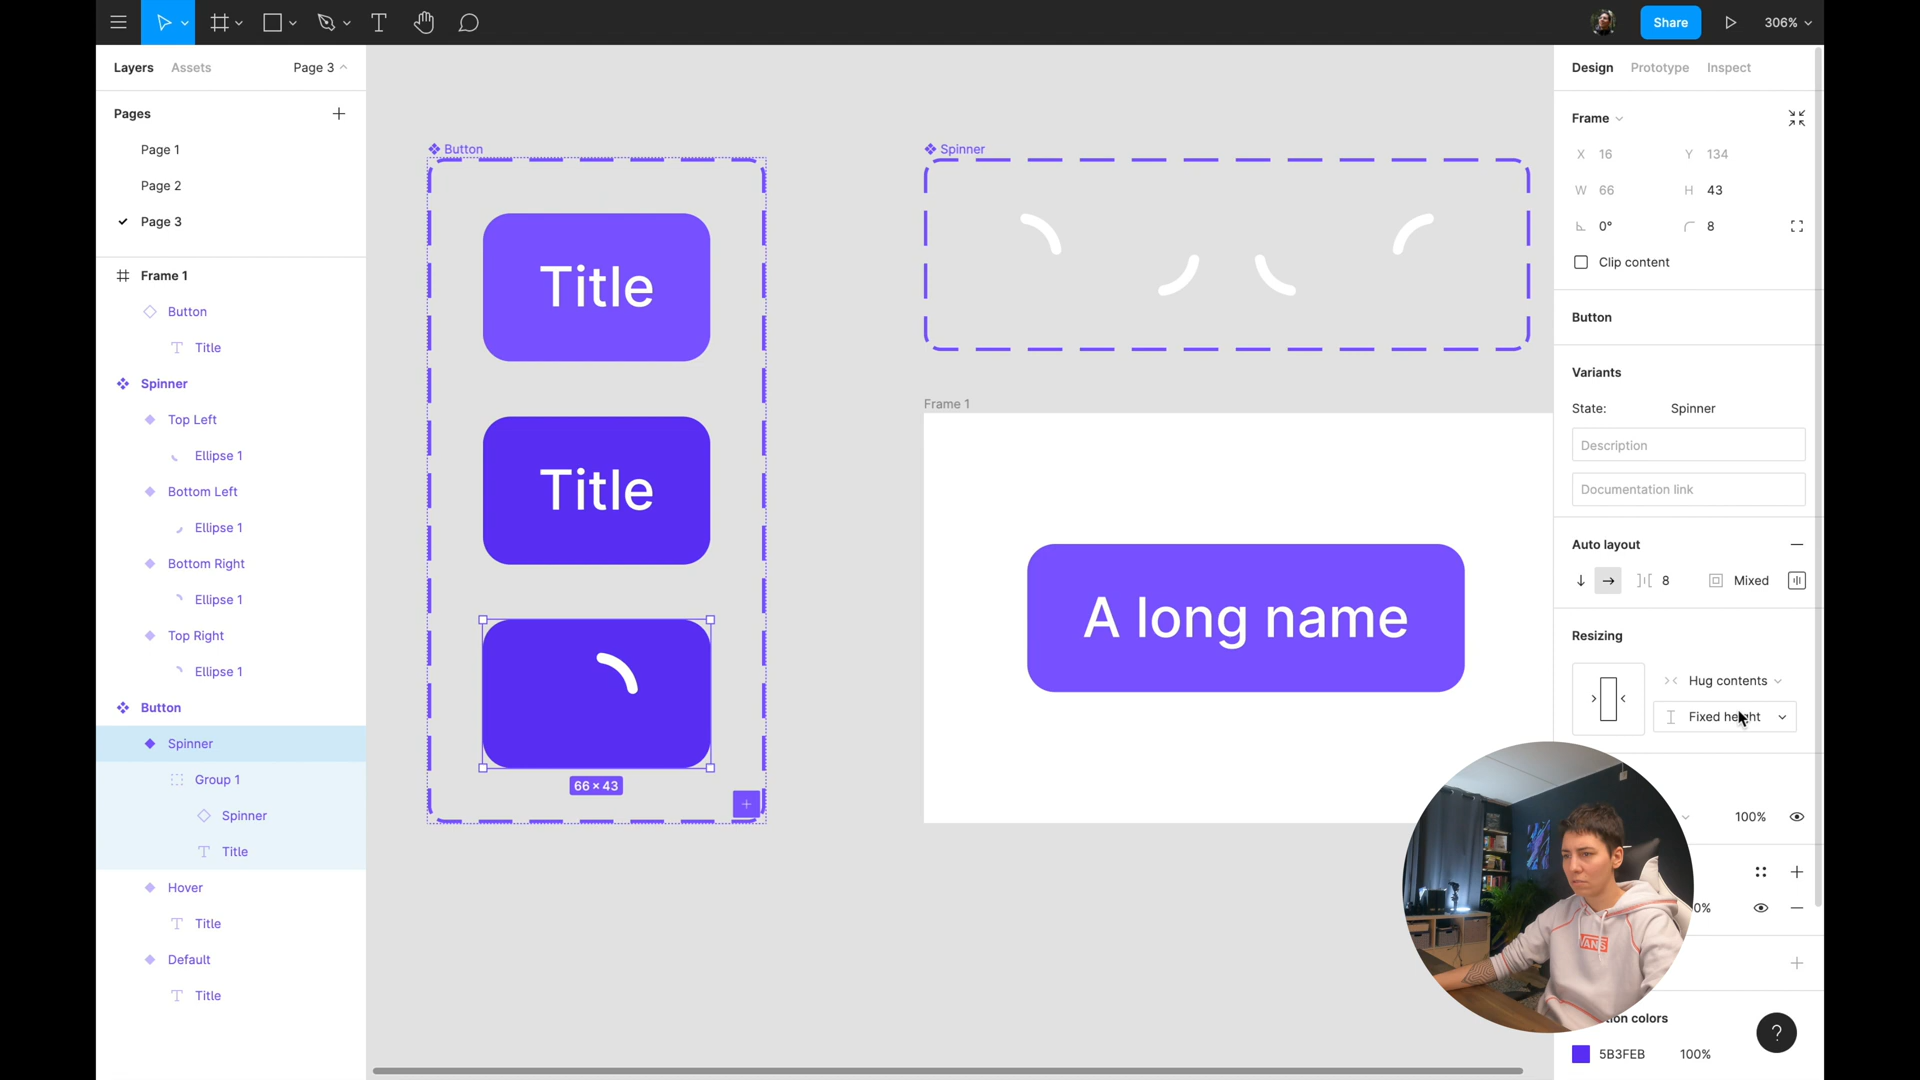 Share
306%
Layers
Assets
Page 3
Pages
Page 1
Page 2
Page 3
Frame 1
Button
Title
Spinner
Top Left
Ellipse 1
Bottom Left
Ellipse 1
Bottom Right
Ellipse 1
Top Right
Ellipse 1
Button
Spinner
Group 1
Spinner
Title
Hover
Title
Default
Title
Button
Title
Title
66 × 43
Spinner
Frame 1
A long name
Design
Prototype
Inspect
Frame
X 16
Y 134
W 66
H 43
0°
8
Clip content
Button
Variants
State:
Spinner
Description
Documentation link
Auto layout
8
Mixed
Resizing
Hug contents
Fixed height
100%
0%
VANS
colors
5B3FEB
100%
?